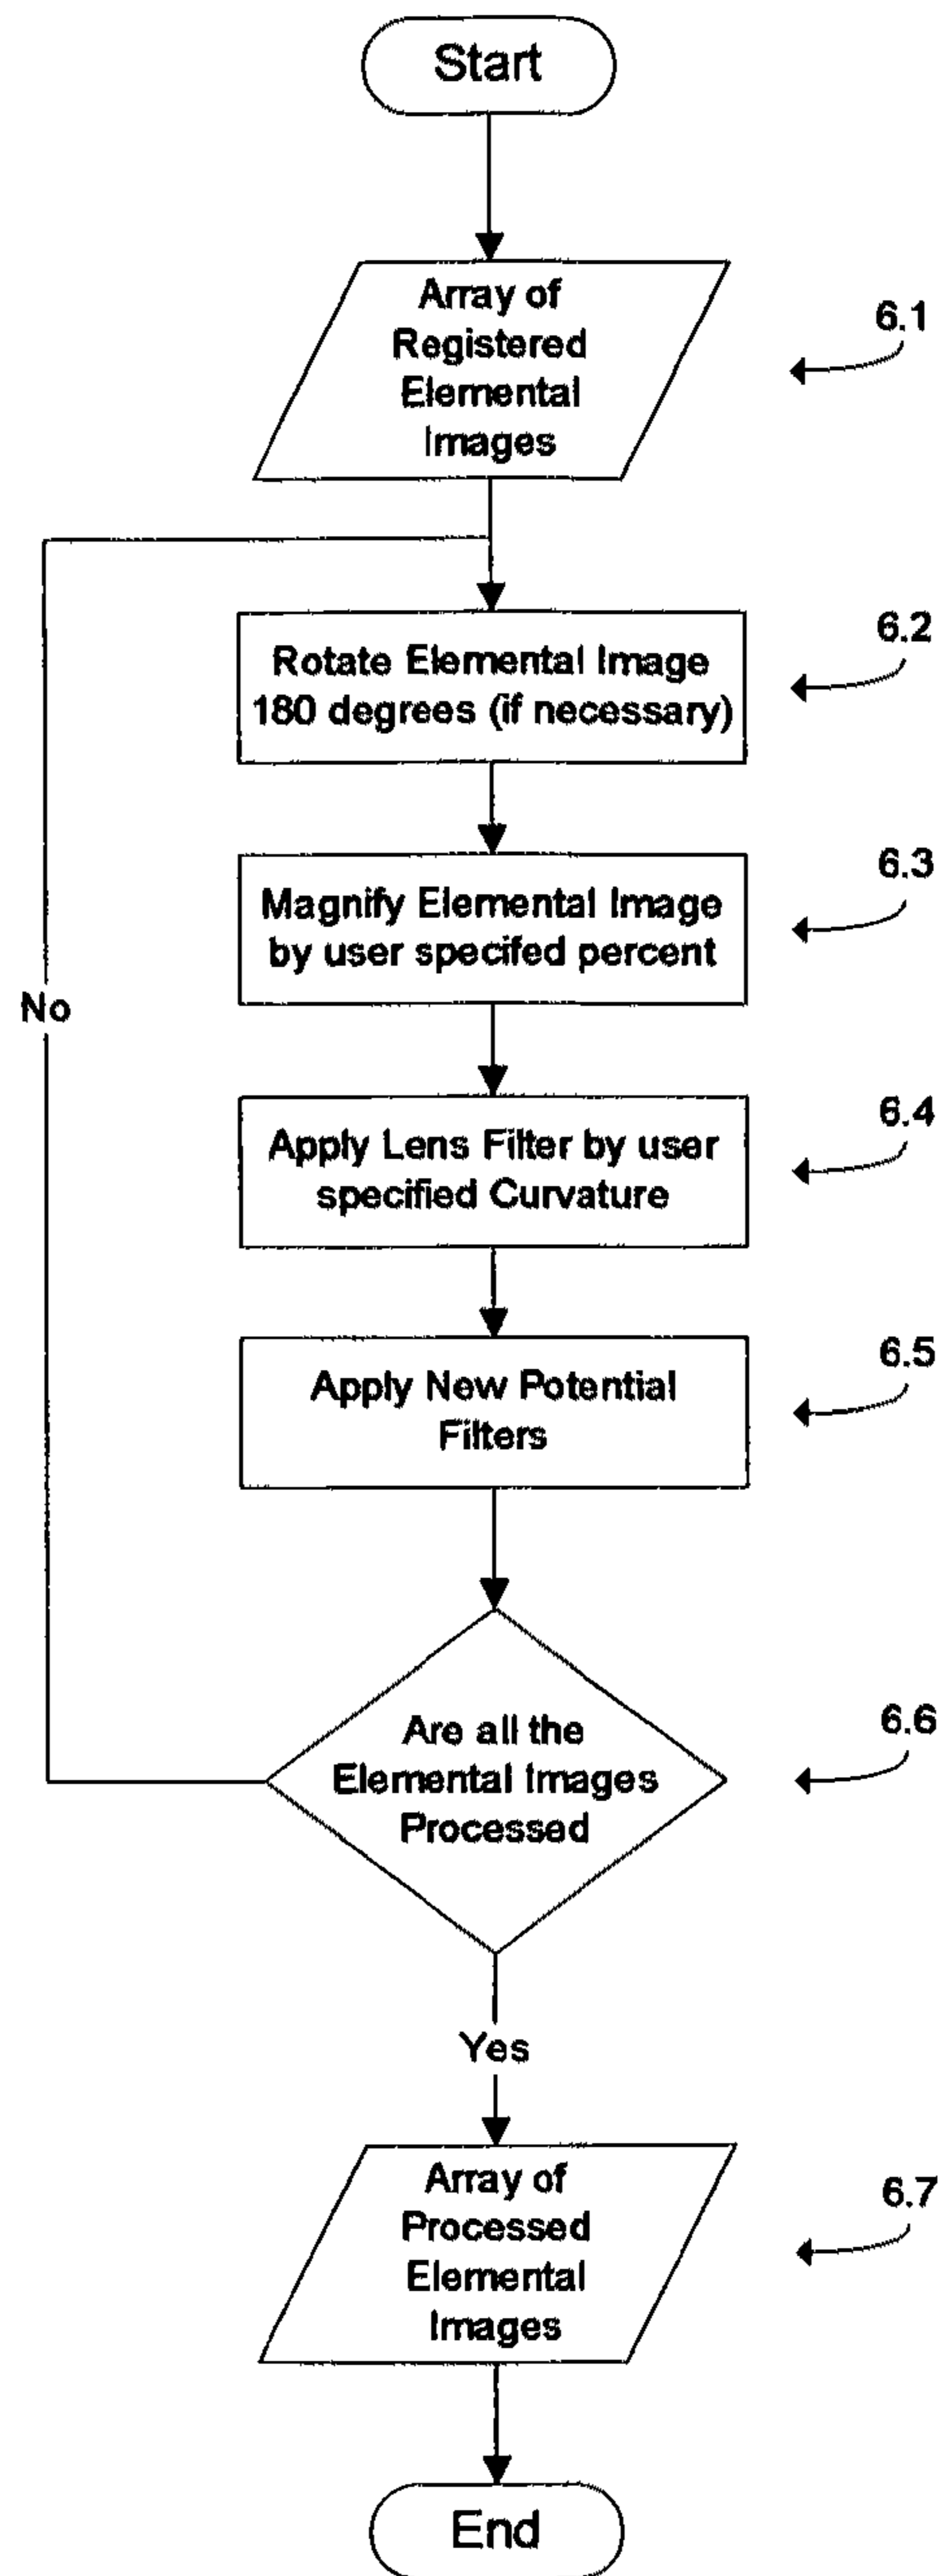 Start
Array of
Registered
Elemental
Images
6.1
Rotate Elemental Image
180 degrees (if necessary)
6.2
Magnify Elemental Image
by user specifed percent
6.3
No
Apply Lens Filter by user
specified Curvature
6.4
Apply New Potential
Filters
6.5
Are all the
Elemental Images
Processed
6.6
Yes
Array of
Processed
Elemental
Images
6.7
End